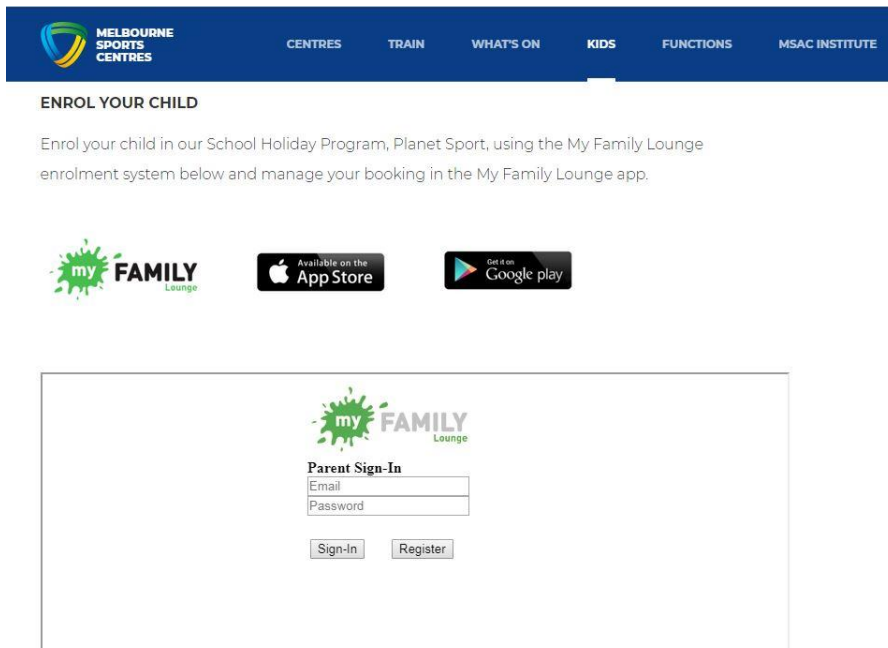 MELBOURNE
SPORTS
CENTRES
CENTRES TRAIN WHAT'S ON KIDS FUNCTIONS MSAC INSTITUTE
ENROL YOUR CHILD
Enrol your child in our School Holiday Program, Planet Sport, using the My Family Lounge
enrolment system below and manage your booking in the My Family Lounge app.
my FAMILY
Lounge
Available on the
App Store
Get it on
Google play
my FAMILY
Lounge
Parent Sign-In
Email
Password
Sign-In Register